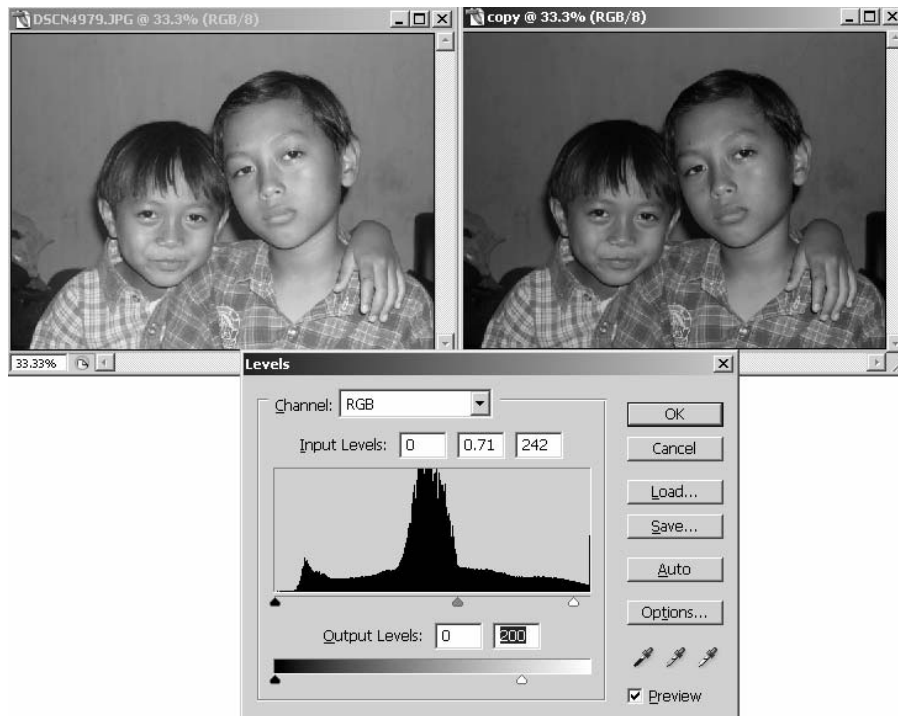 DSCN4979.JPG @ 33.3% (RGB/8)
copy @ 33.3% (RGB/8)
33.33%
Levels
Channel: RGB
OK
Input Levels: 0 0.71 242
Cancel
Load...
Save...
Auto
Options...
Output Levels: 0 200
Preview